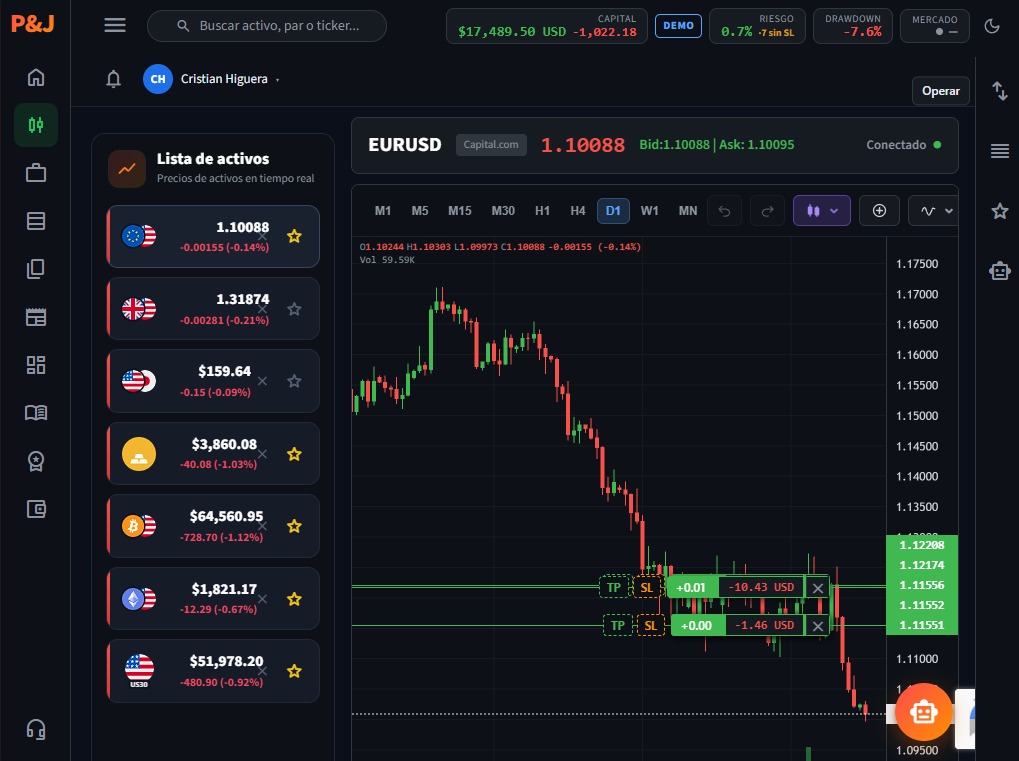 P&J
Buscar activo, par o ticker...
CAPITAL
$17,489.50 USD -1,022.18
DEMO
RIESGO
0.7% ·7 sin SL
DRAWDOWN
-7.6%
MERCADO
—
CH
Cristian Higuera
Operar
Lista de activos
Precios de activos en tiempo real
1.10088
-0.00155 (-0.14%)
1.31874
-0.00281 (-0.21%)
$159.64
-0.15 (-0.09%)
$3,860.08
-40.08 (-1.03%)
$64,560.95
-728.70 (-1.12%)
$1,821.17
-12.29 (-0.67%)
US30
$51,978.20
-480.90 (-0.92%)
EURUSD
Capital.com
1.10088
Bid:1.10088 | Ask: 1.10095
Conectado
M1 M5 M15 M30 H1 H4 D1 W1 MN
O1.10244 H1.10303 L1.09973 C1.10088 -0.00155 (-0.14%)
Vol 59.59K
1.17500
1.17000
1.16500
1.16000
1.15500
1.15000
1.14500
1.14000
1.13500
1.12208
1.12174
1.11556
1.11552
1.11551
TP SL +0.01 -10.43 USD
TP SL +0.00 -1.46 USD
1.11000
1.09500